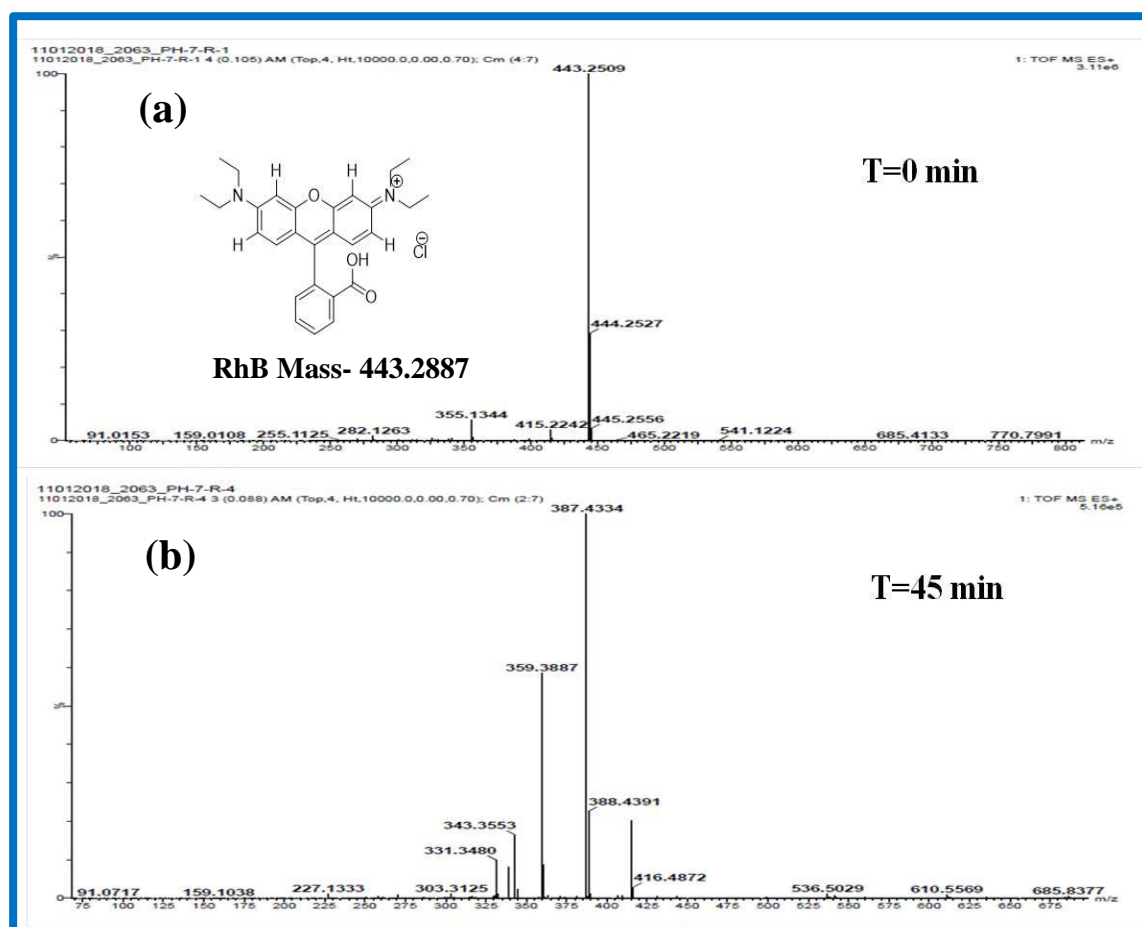 11012018_2063_PH-7-R-1
11012018_2063_PH-7-R-1 4 (0.105) AM (Top,4, Ht,10000.0,0.00,0.70); Cm (4:7)
1: TOF MS ES+
3.11e6
100
443.2509
(a)
T=0 min
H H
N O N ⊕
H H
Cl ⊖
OH
O
%
RhB Mass- 443.2887
444.2527
355.1344
415.2242
445.2556
91.0153 159.0108 255.1125 282.1263 465.2219 541.1224 685.4133 770.7991
0
m/z
100 150 200 250 300 350 400 450 500 550 600 650 700 750 800
11012018_2063_PH-7-R-4
11012018_2063_PH-7-R-4 3 (0.088) AM (Top,4, Ht,10000.0,0.00,0.70); Cm (2:7)
1: TOF MS ES+
5.16e5
100
387.4334
(b)
T=45 min
359.3887
%
388.4391
343.3553
331.3480
416.4872
91.0717 159.1038 227.1333 303.3125 536.5029 610.5569 685.8377
0
m/z
75 100 125 150 175 200 225 250 275 300 325 350 375 400 425 450 475 500 525 550 575 600 625 650 675